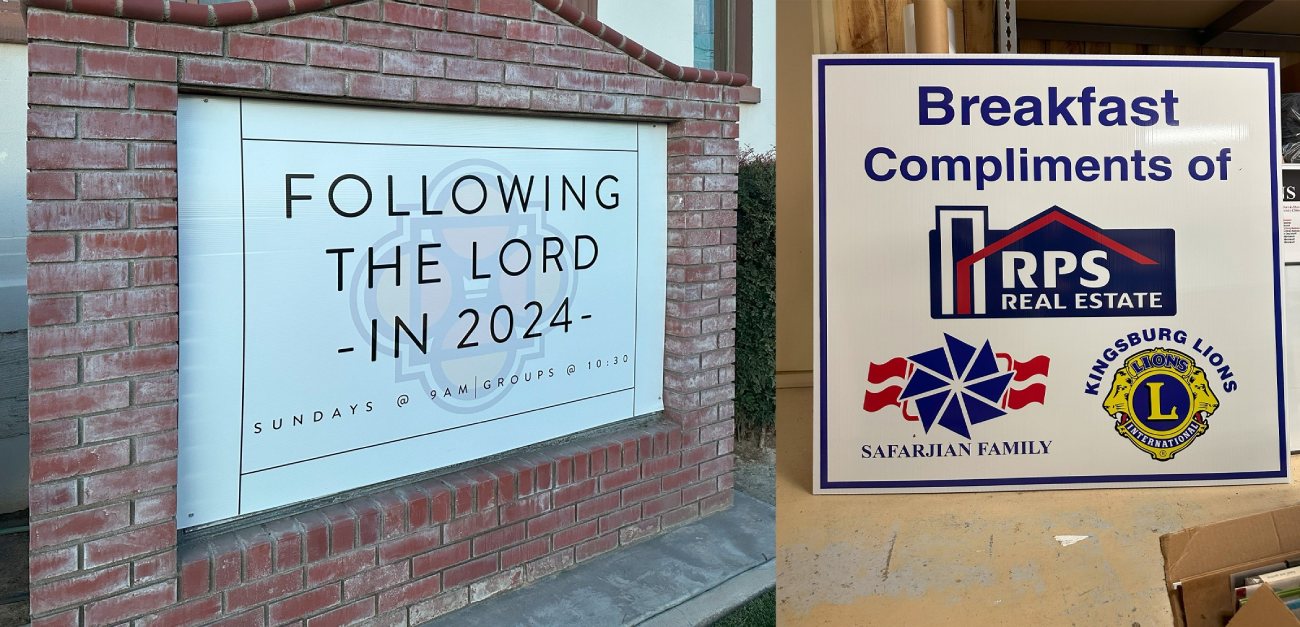 FOLLOWING
THE LORD
-IN 2024-
SUNDAYS @ 9AM|GROUPS @ 10:30
Breakfast
Compliments of
RPS
REAL ESTATE
SAFARJIAN FAMILY
KINGSBURG LIONS
LIONS
L
INTERNATIONAL
®